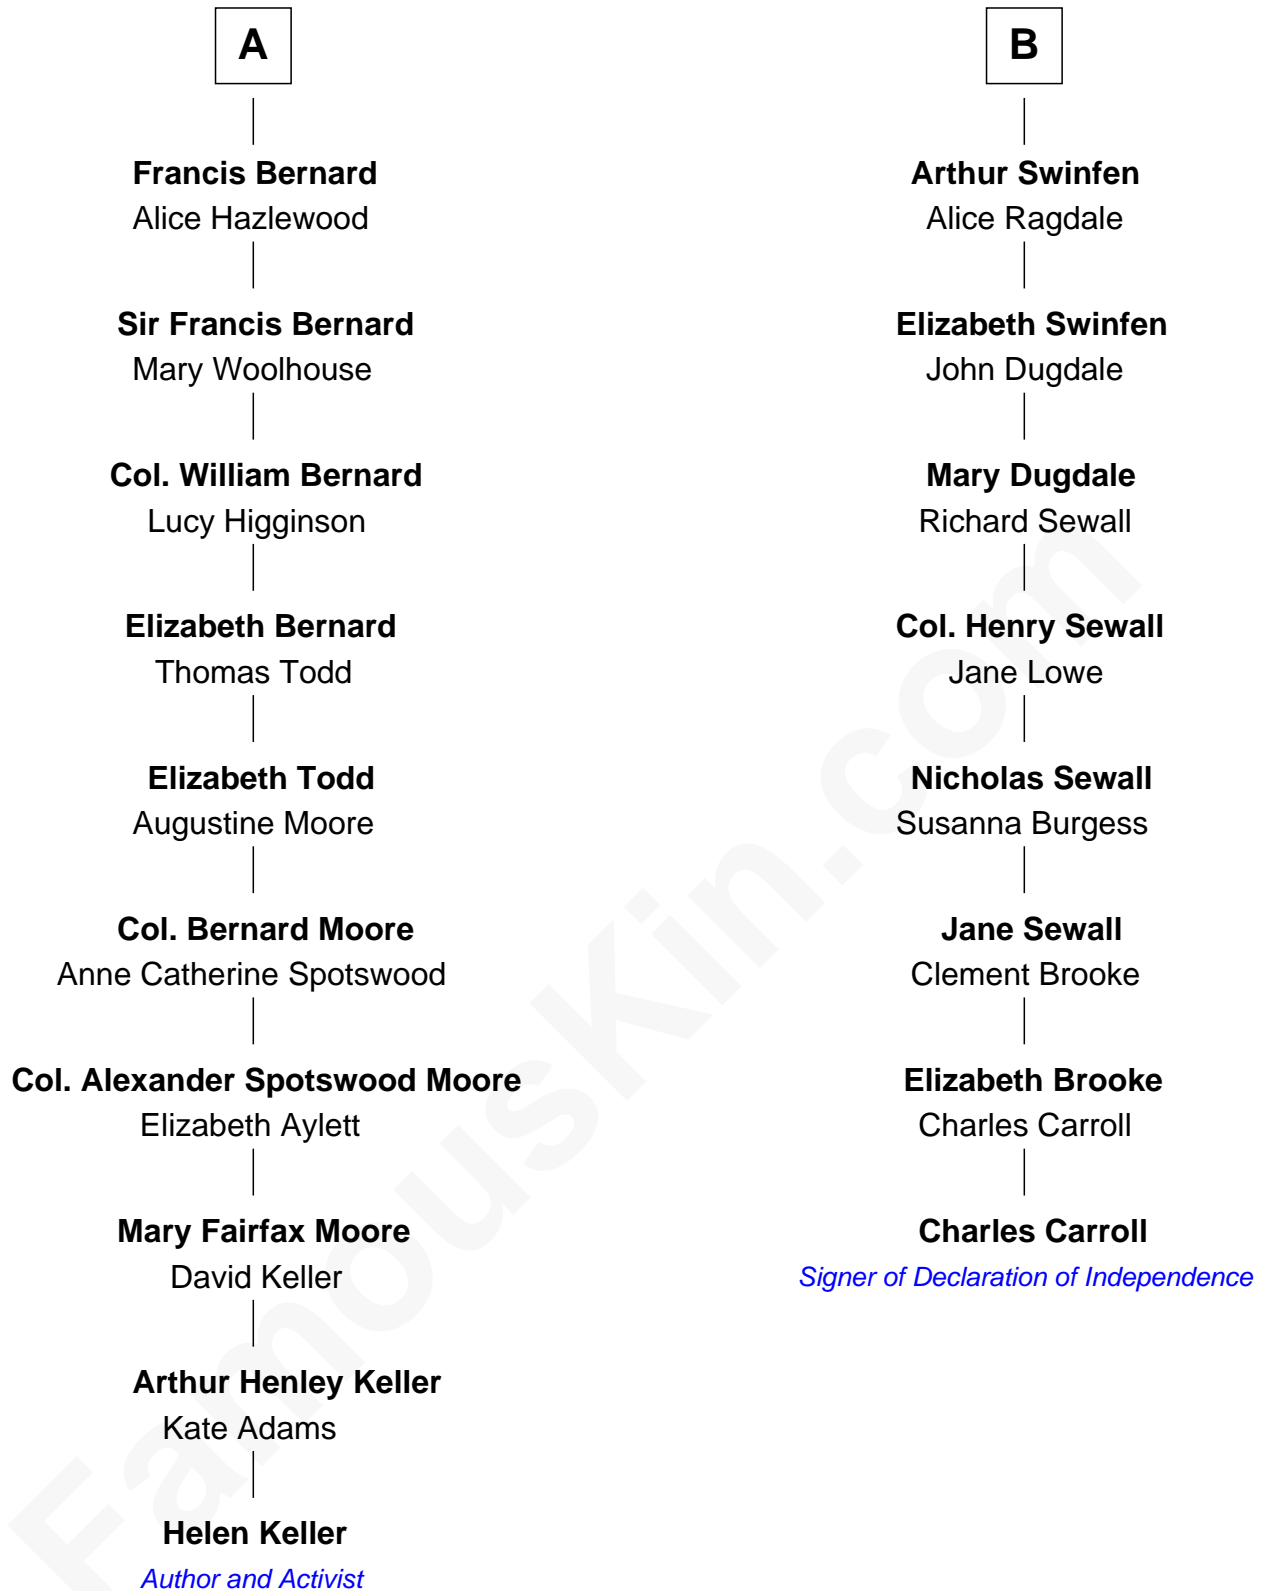 A
Francis Bernard
Alice Hazlewood
Sir Francis Bernard
Mary Woolhouse
Col. William Bernard
Lucy Higginson
Elizabeth Bernard
Thomas Todd
Elizabeth Todd
Augustine Moore
Col. Bernard Moore
Anne Catherine Spotswood
Col. Alexander Spotswood Moore
Elizabeth Aylett
Mary Fairfax Moore
David Keller
Arthur Henley Keller
Kate Adams
Helen Keller
Author and Activist
B
Arthur Swinfen
Alice Ragdale
Elizabeth Swinfen
John Dugdale
Mary Dugdale
Richard Sewall
Col. Henry Sewall
Jane Lowe
Nicholas Sewall
Susanna Burgess
Jane Sewall
Clement Brooke
Elizabeth Brooke
Charles Carroll
Charles Carroll
Signer of Declaration of Independence
FamousKin.com